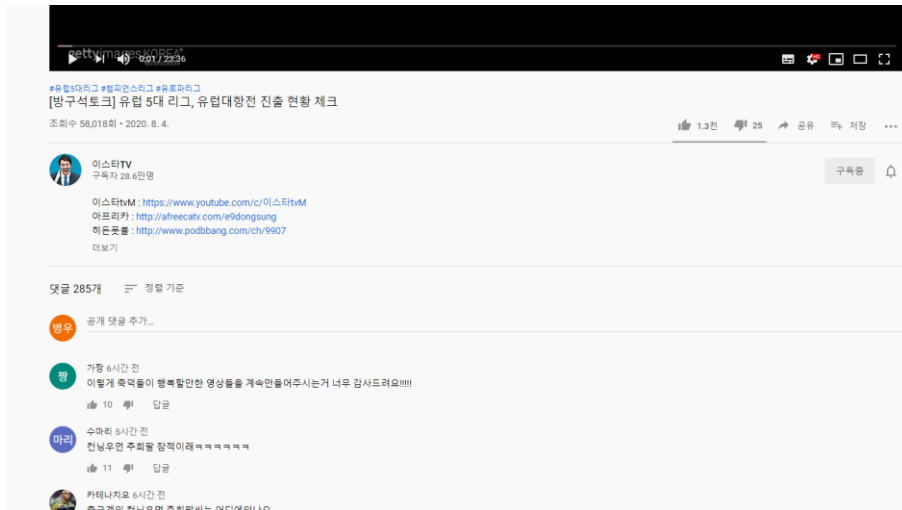 gettyimages KOREA
0:01 / 23:36
#유럽5대리그 #챔피언스리그 #유로파리그
[방구석토크] 유럽 5대 리그, 유럽대항전 진출 현황 체크
조회수 58,018회 • 2020. 8. 4.
1.3천 25 공유 저장
이스타TV
구독자 28.6만명
구독중
이스타tvM : https://www.youtube.com/c/이스타tvM
아프리카 : http://afreecatv.com/e9dongsung
히든풋볼 : http://www.podbbang.com/ch/9907
더보기
댓글 285개 정렬 기준
병우
공개 댓글 추가...
짱
가짱 6시간 전
이렇게 축덕들이 행복할만한 영상들을 계속만들어주시는거 너무 감사드려요!!!!!
10 답글
마리
수마리 5시간 전
컨닝우먼 추회팔 잠적이래ㅋㅋㅋㅋㅋㅋ
11 답글
카테나치오 6시간 전